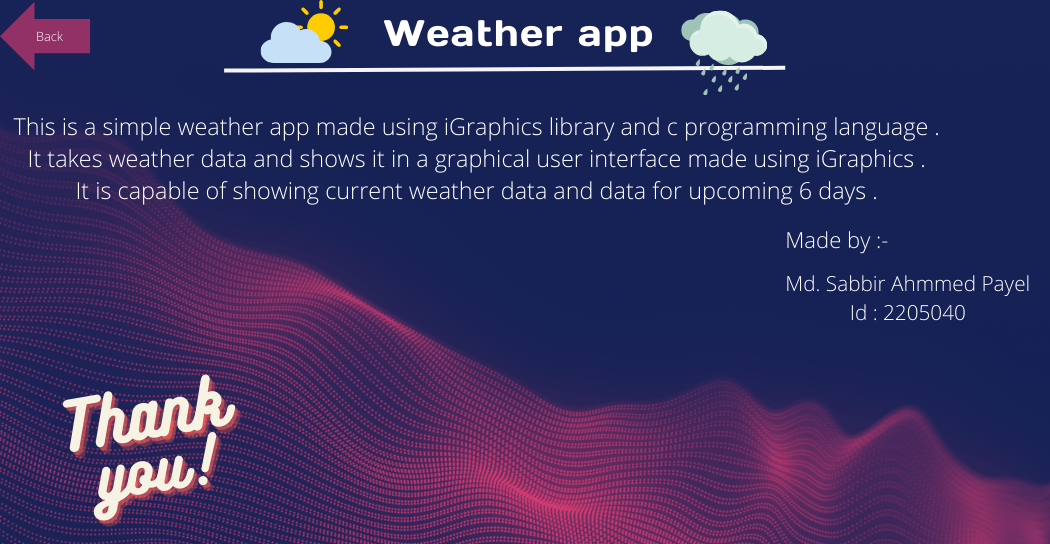 Back
Weather app
This is a simple weather app made using iGraphics library and c programming language .
It takes weather data and shows it in a graphical user interface made using iGraphics .
It is capable of showing current weather data and data for upcoming 6 days .
Made by :-
Md. Sabbir Ahmmed Payel
Id : 2205040
Thank
you!